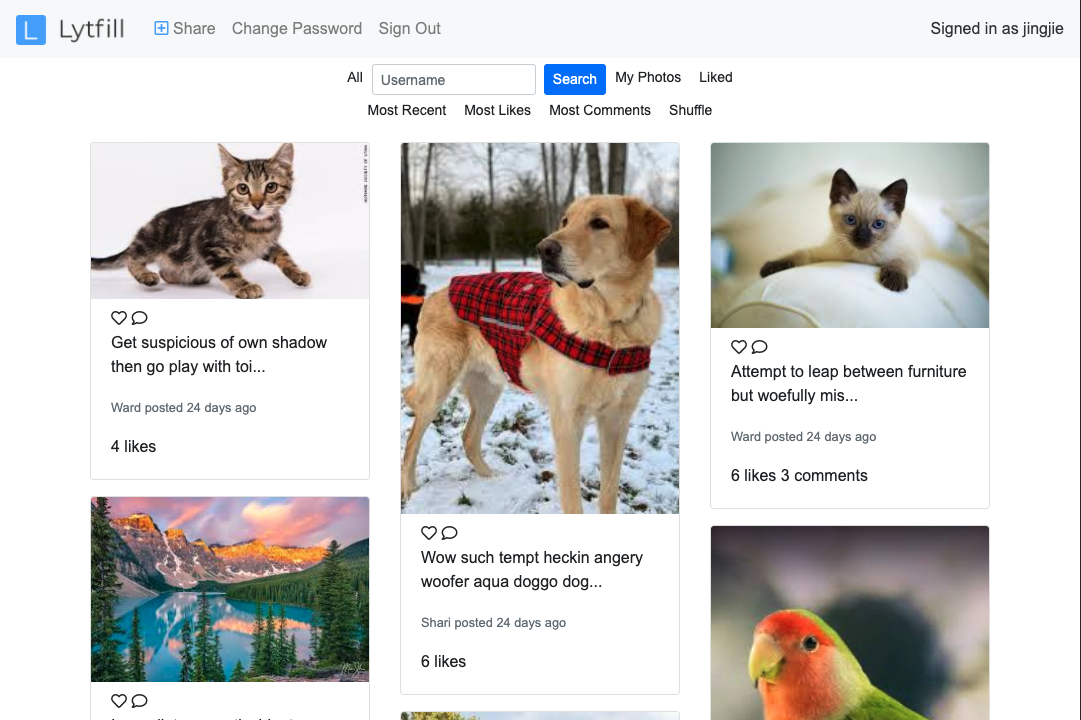 L Lytfill Share Change Password Sign Out Signed in as jingjie
All Username Search My Photos Liked
Most Recent Most Likes Most Comments Shuffle
Get suspicious of own shadow
then go play with toi...
Ward posted 24 days ago
4 likes
Wow such tempt heckin angery
woofer aqua doggo dog...
Shari posted 24 days ago
6 likes
Attempt to leap between furniture
but woefully mis...
Ward posted 24 days ago
6 likes 3 comments